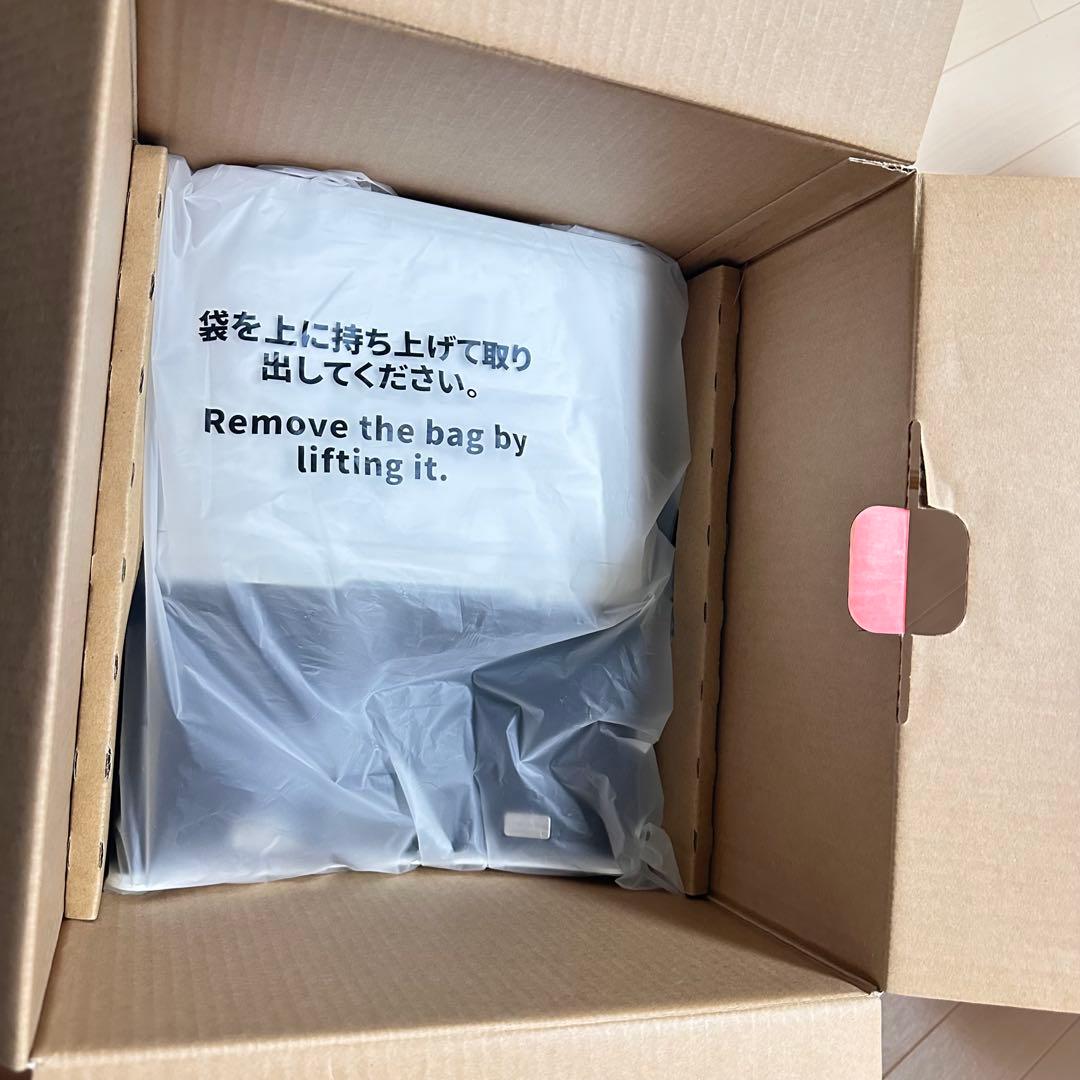 袋を上に持ち上げて取り
出してください。
Remove the bag by
lifting it.